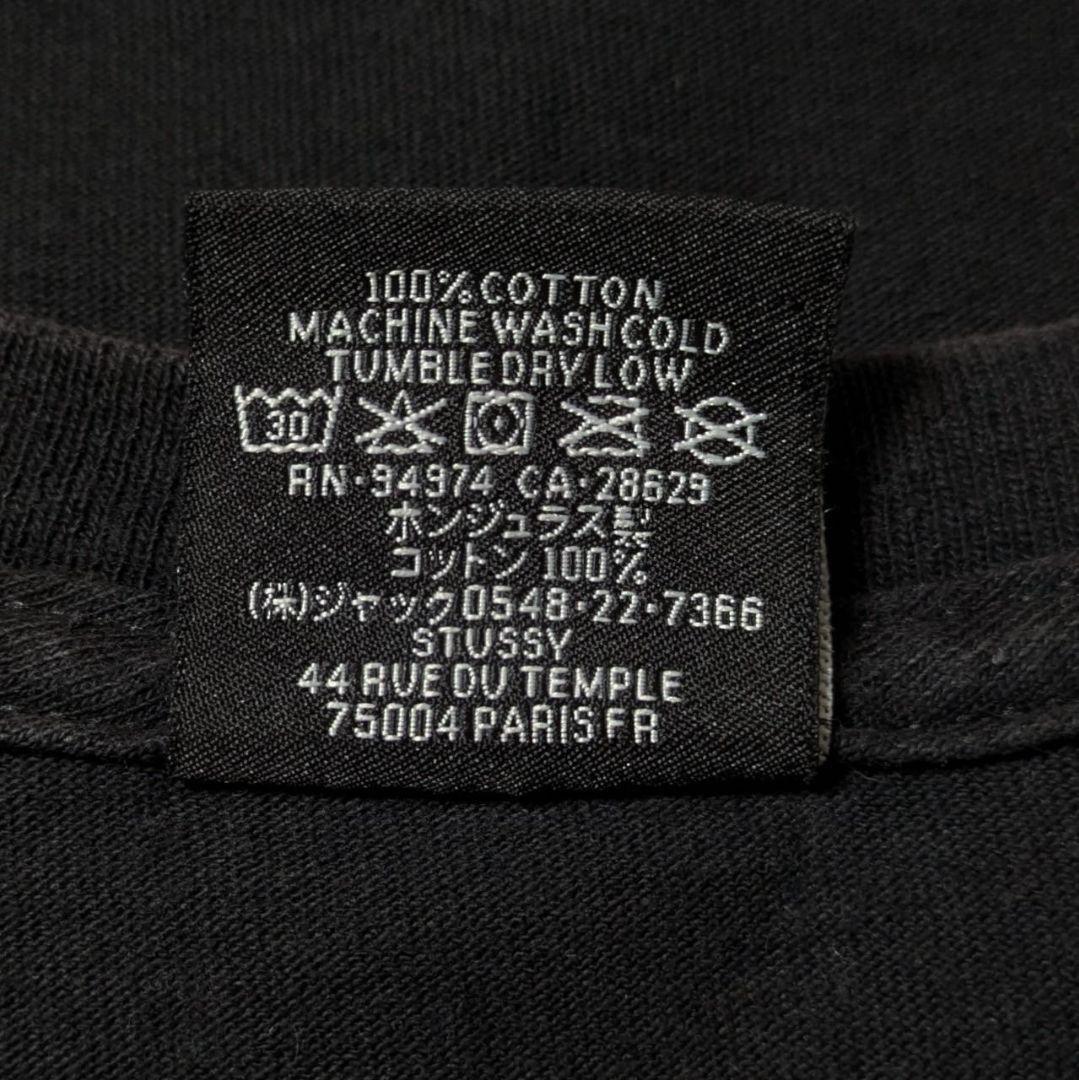 100% COTTON
MACHINE WASH COLD
TUMBLE DRY LOW
30
RN·94974 CA·28629
ホンジュラス製
コットン 100%
(株)ジャック0548·22·7366
STUSSY
44 RUE DU TEMPLE
75004 PARIS FR